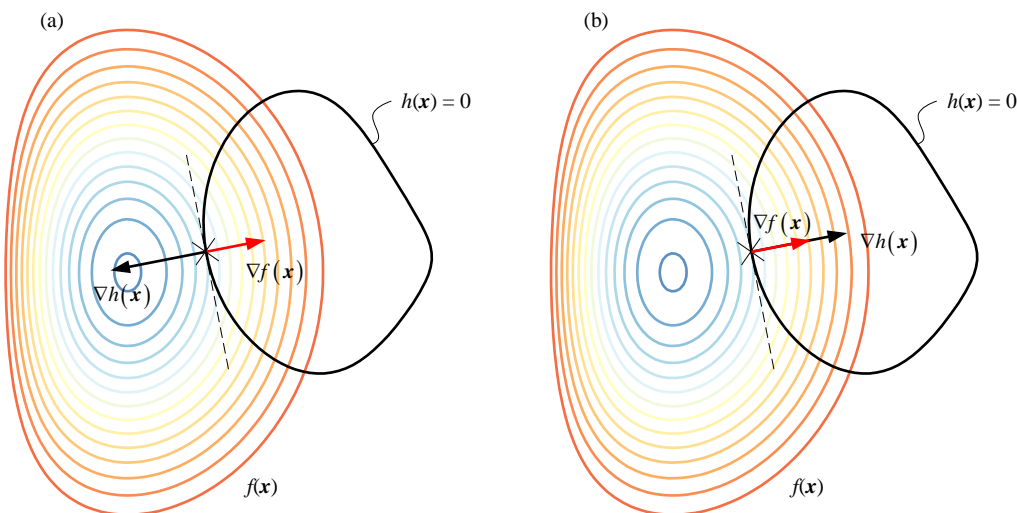 (a)
h(x) = 0
∇f(x)
∇h(x)
f(x)
(b)
h(x) = 0
∇f(x)
∇h(x)
f(x)